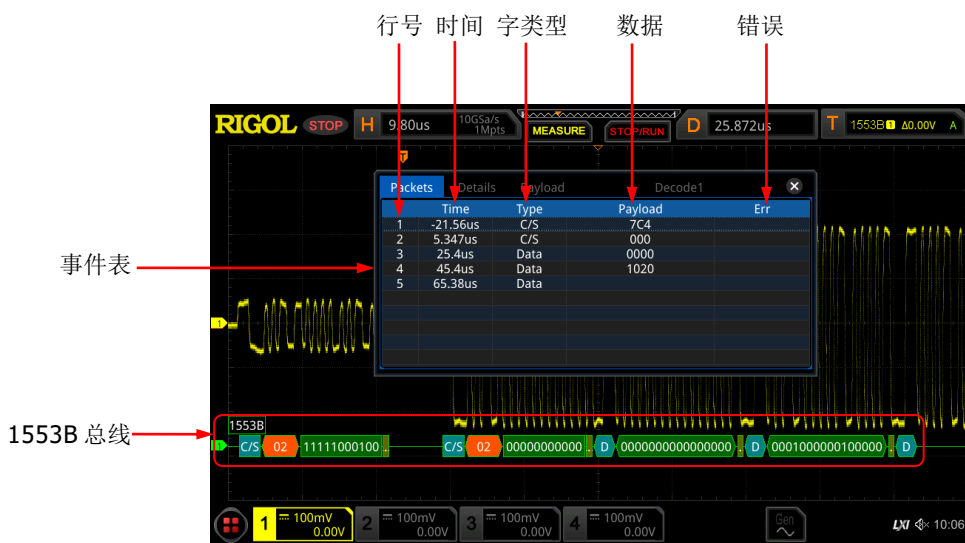 行号 时间 字类型 数据 错误
RIGOL STOP H 9.80us 10GSa/s 1Mpts MEASURE STOP/RUN D 25.872us T 1553B 1 Δ0.00V A
T
Packets Details Payload Decode1
Time Type Payload Err
1 -21.56us C/S 7C4
2 5.347us C/S 000
3 25.4us Data 0000
4 45.4us Data 1020
5 65.38us Data
事件表
1
1553B
1553B 总线
C/S 02 11111000100 . C/S 02 00000000000 . D 0000000000000000 . D 0001000000100000 . D
1 100mV 0.00V 2 100mV 0.00V 3 100mV 0.00V 4 100mV 0.00V Gen LXI 10:06